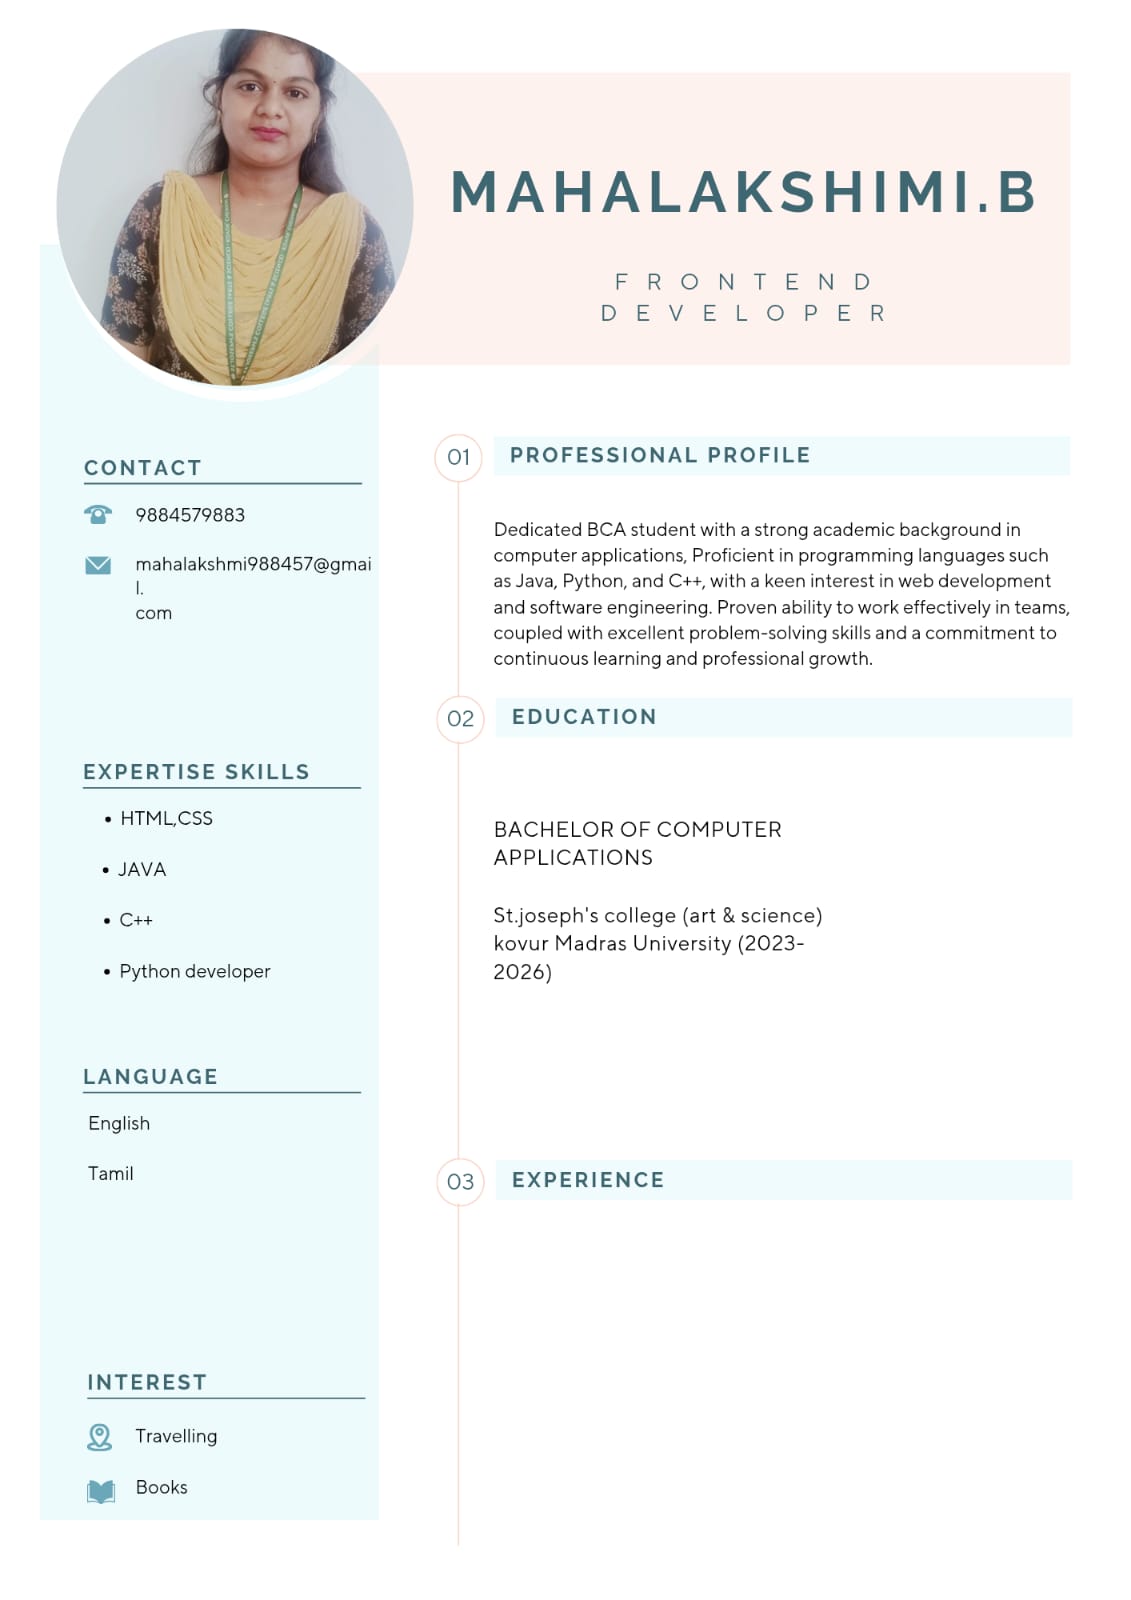 MAHALAKSHIMI.B
FRONTEND
DEVELOPER
CONTACT
9884579883
mahalakshmi988457@gmai
l.
com
EXPERTISE SKILLS
• HTML,CSS
• JAVA
• C++
• Python developer
LANGUAGE
English
Tamil
INTEREST
Travelling
Books
01 PROFESSIONAL PROFILE
Dedicated BCA student with a strong academic background in
computer applications, Proficient in programming languages such
as Java, Python, and C++, with a keen interest in web development
and software engineering. Proven ability to work effectively in teams,
coupled with excellent problem-solving skills and a commitment to
continuous learning and professional growth.
02 EDUCATION
BACHELOR OF COMPUTER
APPLICATIONS
St.joseph's college (art & science)
kovur Madras University (2023-
2026)
03 EXPERIENCE